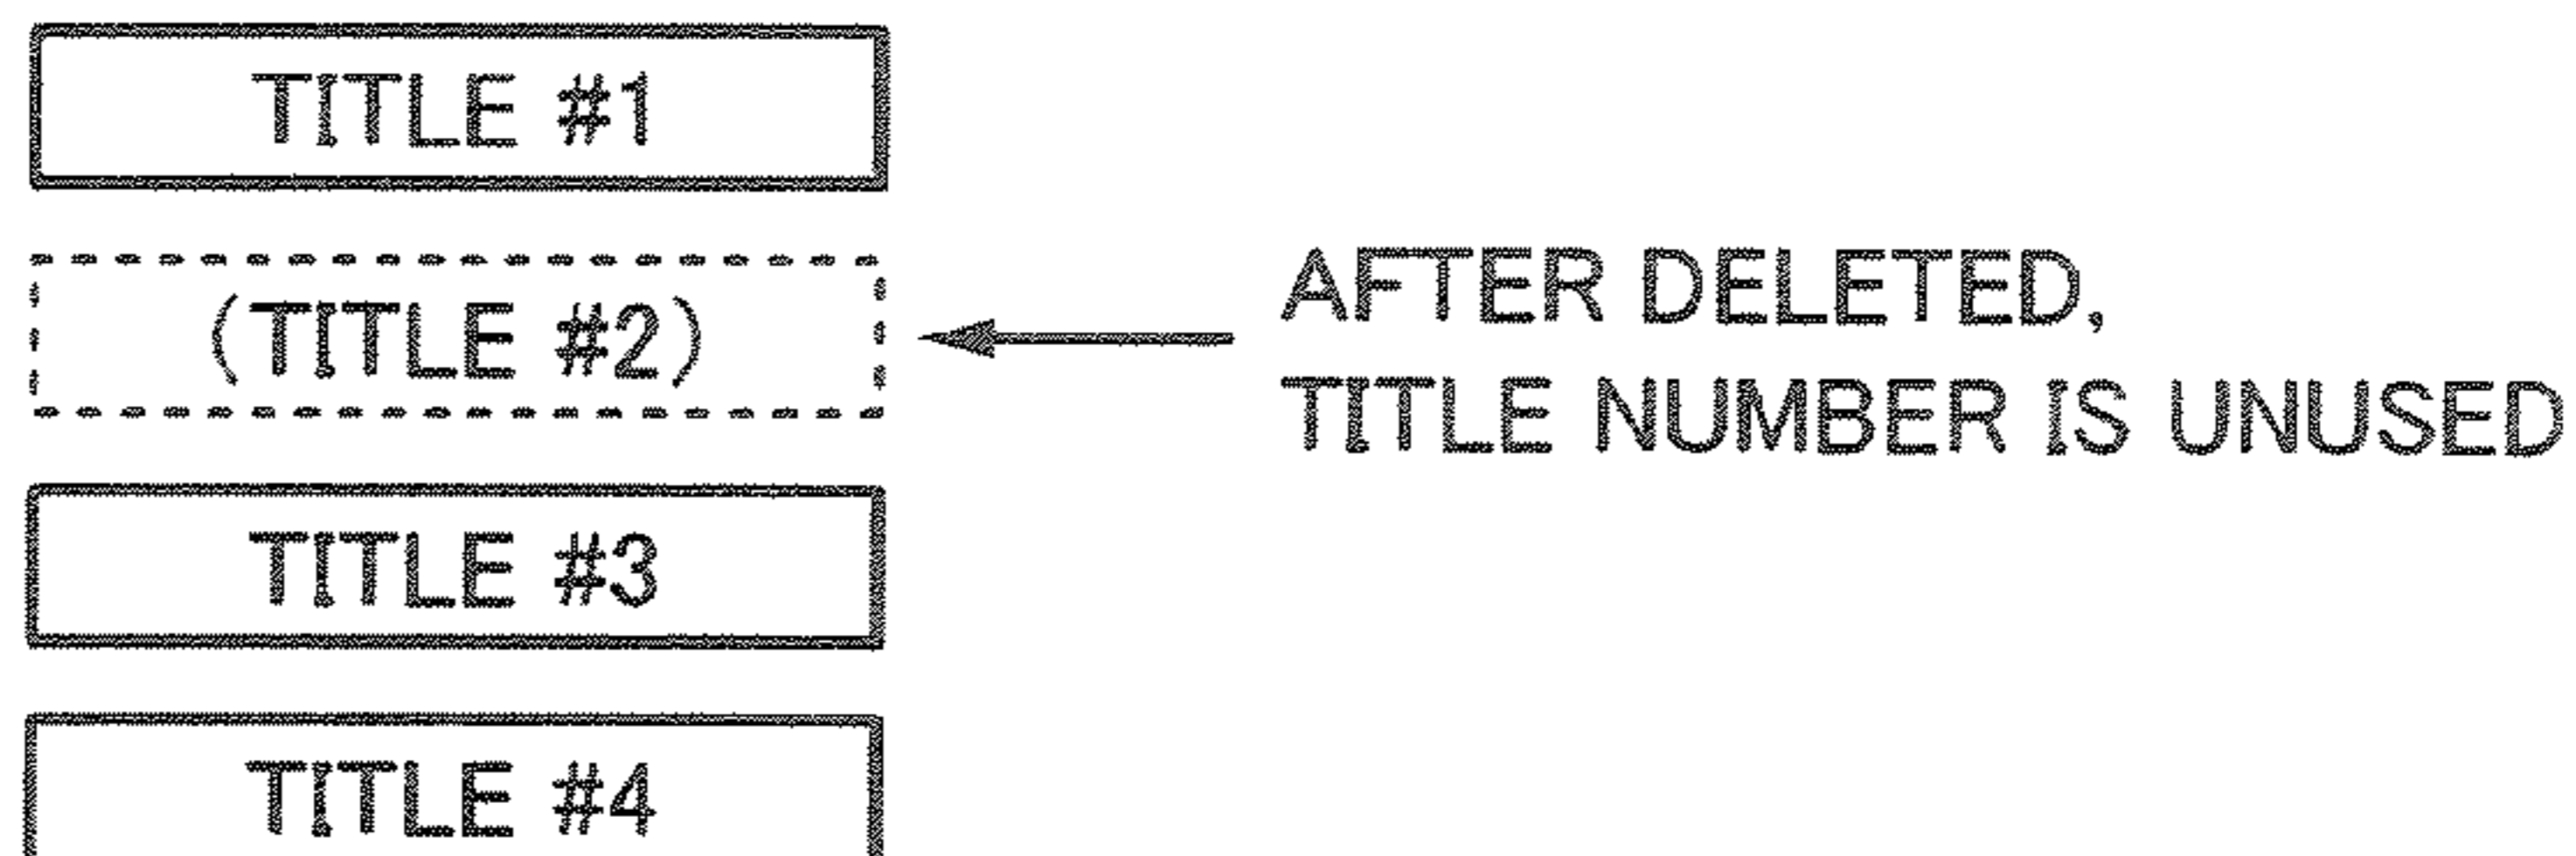 TITLE #1
(TITLE #2)
AFTER DELETED,
TITLE NUMBER IS UNUSED
TITLE #3
TITLE #4